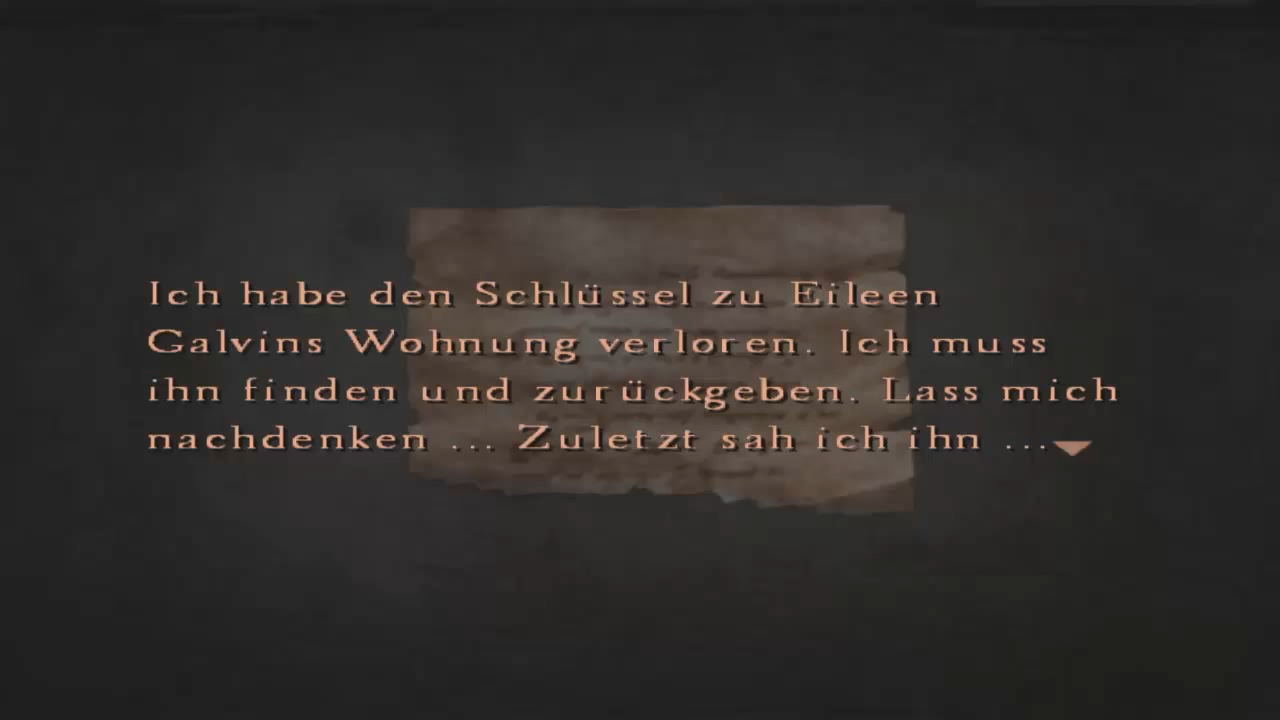 Ich habe den Schlüssel zu Eileen
Galvins Wohnung verloren. Ich muss
ihn finden und zurückgeben. Lass mich
nachdenken ... Zuletzt sah ich ihn ...